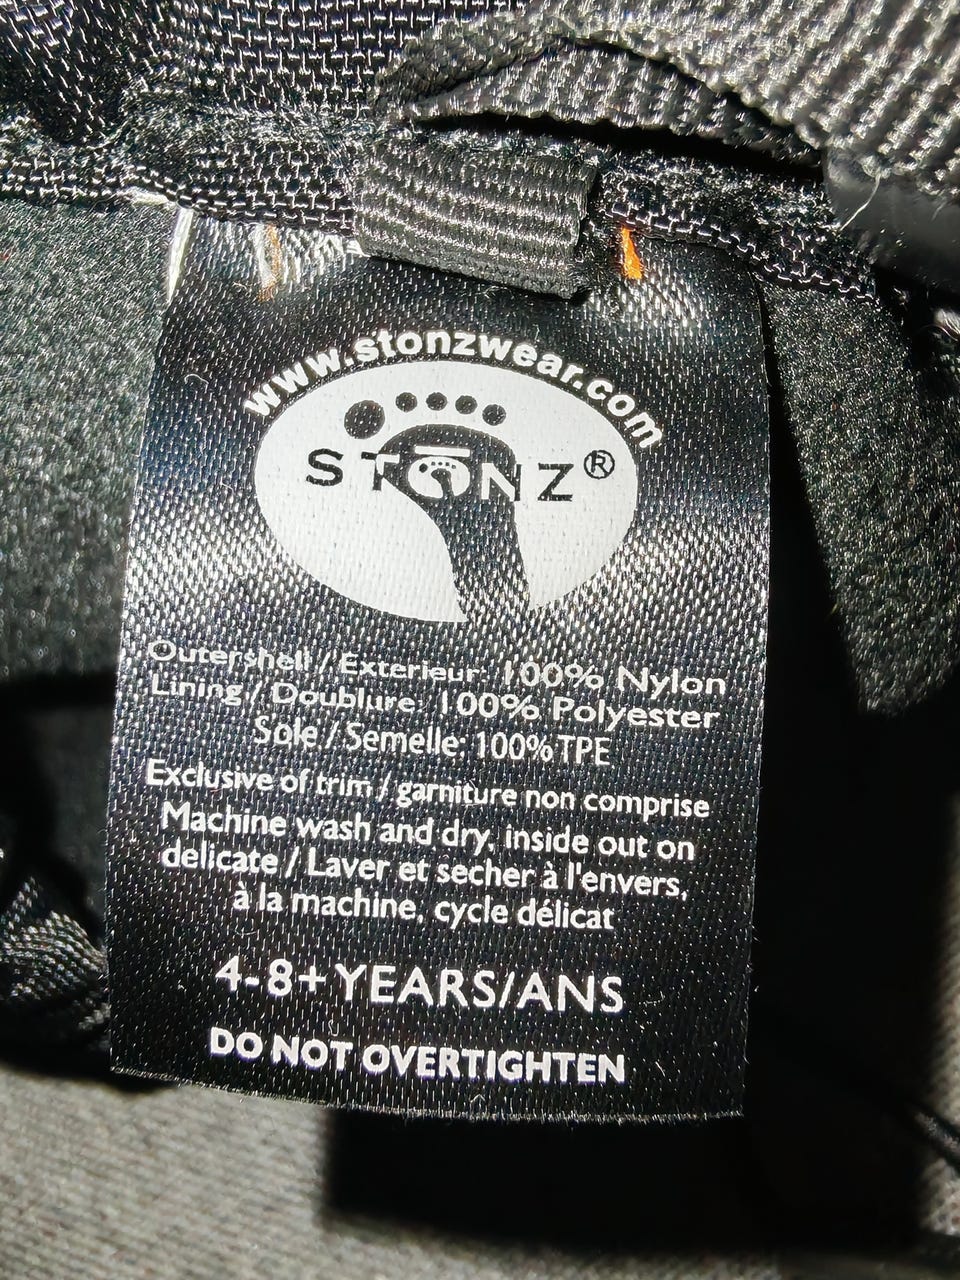 www.stonzwear.com
STONZ®
Outershell / Exterieur: 100% Nylon
Lining / Doublure: 100% Polyester
Sole / Semelle: 100% TPE
Exclusive of trim / garniture non comprise
Machine wash and dry, inside out on
delicate / Laver et secher à l'envers,
à la machine, cycle délicat
4-8+ YEARS/ANS
DO NOT OVERTIGHTEN